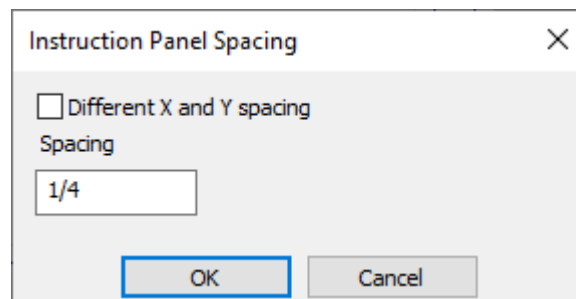 Instruction Panel Spacing
Different X and Y spacing
Spacing
1/4
OK Cancel